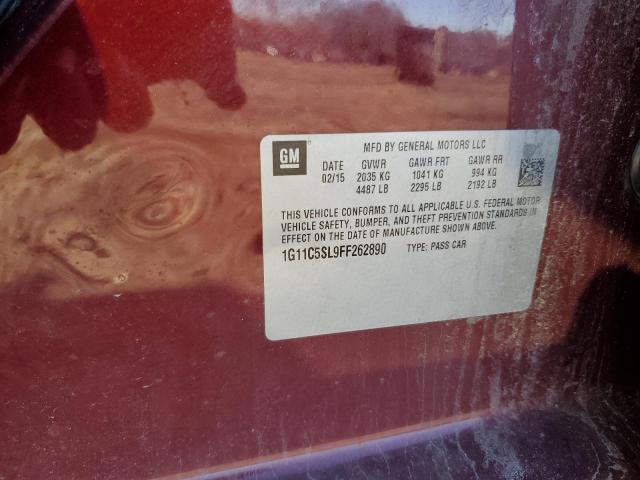 GM
MFD BY GENERAL MOTORS LLC
DATE GVWR GAWR FRT GAWR RR
02/15 2035 KG 1041 KG 994 KG
4487 LB 2295 LB 2192 LB
THIS VEHICLE CONFORMS TO ALL APPLICABLE U.S. FEDERAL MOTOR
VEHICLE SAFETY, BUMPER, AND THEFT PREVENTION STANDARDS IN
EFFECT ON THE DATE OF MANUFACTURE SHOWN ABOVE.
1G11C5SL9FF262890 TYPE: PASS CAR